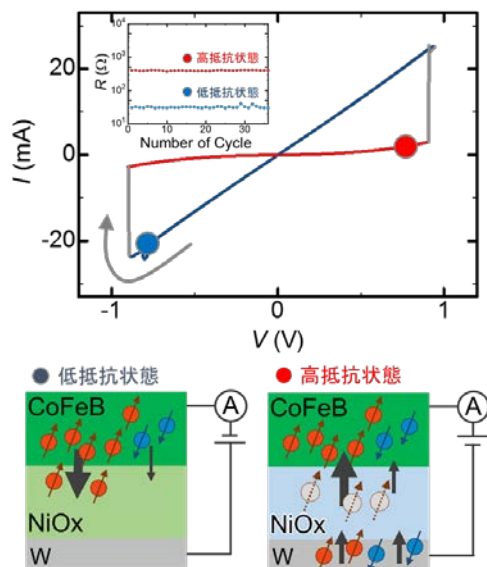 高抵抗状態
低抵抗状態
R (Ω)
10³
10²
10¹
0
10
20
30
Number of Cycle
I (mA)
20
0
-20
-1
0
1
V (V)
低抵抗状態
高抵抗状態
CoFeB
A
NiOx
W
CoFeB
A
NiOx
W